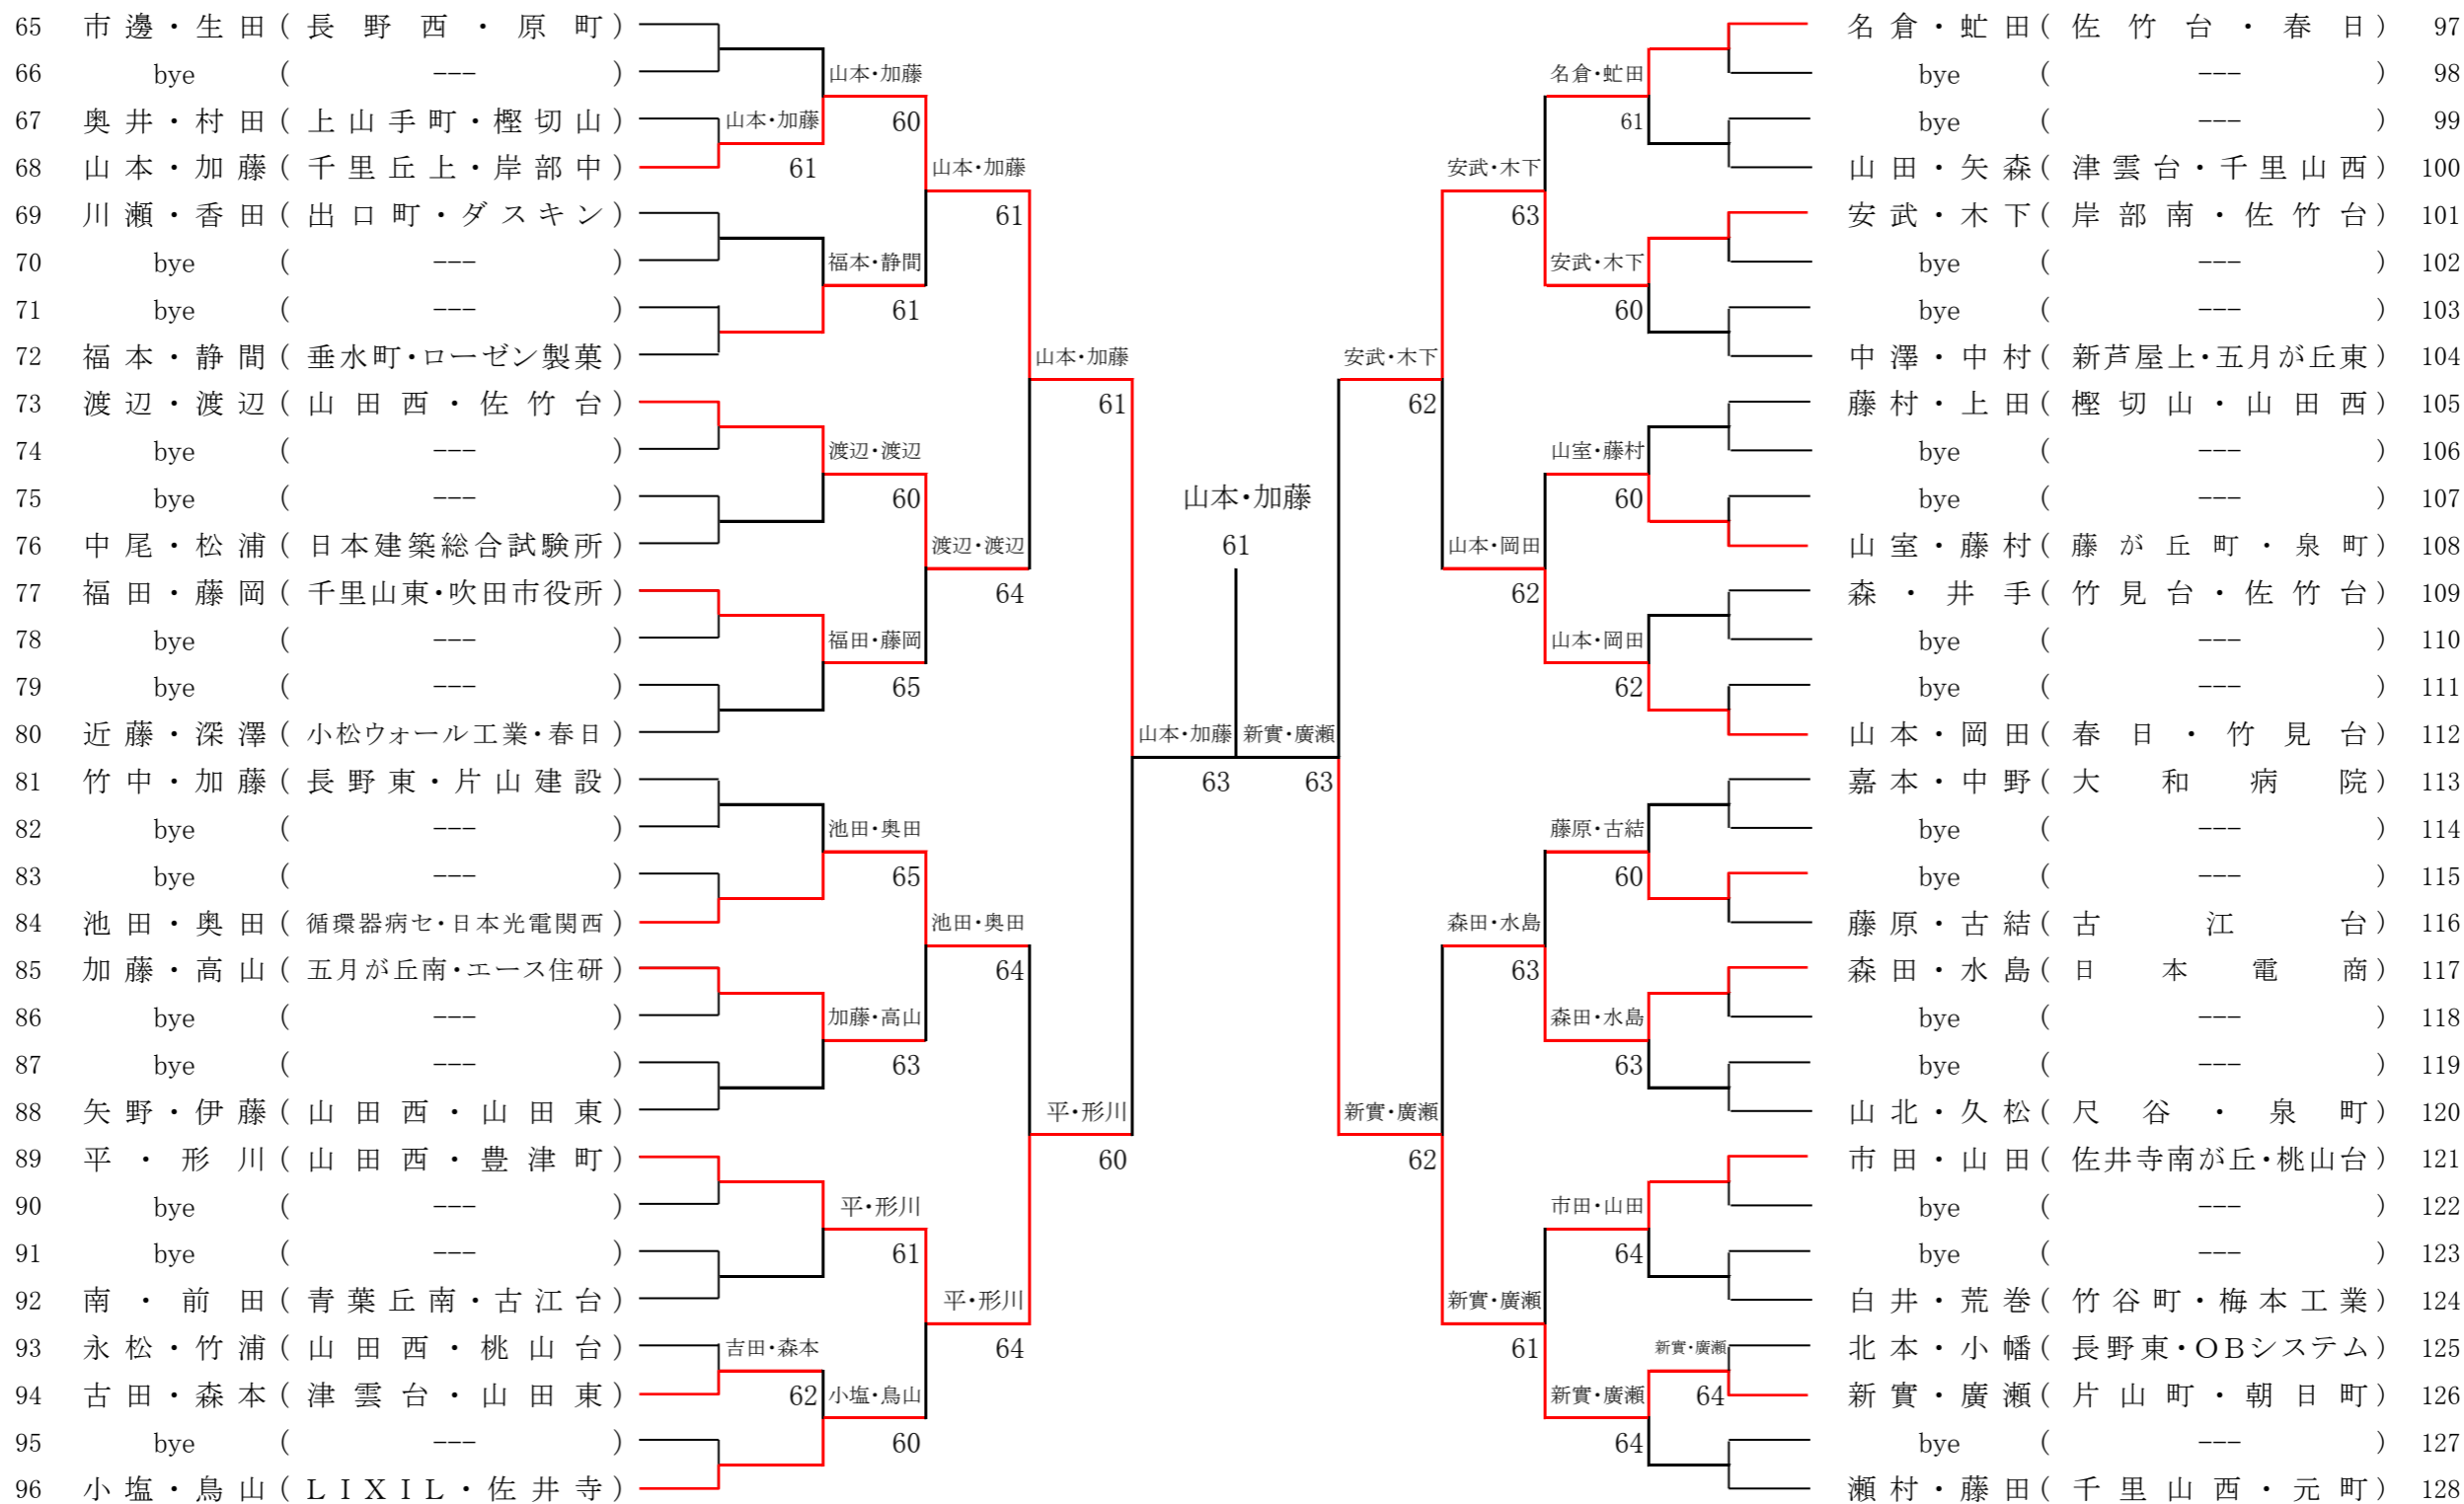 65 市邊・生田(長野西・原町)
66 bye ( --- )
67 奥井・村田(上山手町・樫切山)
68 山本・加藤(千里丘上・岸部中)
69 川瀬・香田(出口町・ダスキン)
70 bye ( --- )
71 bye ( --- )
72 福本・静間(垂水町・ローゼン製菓)
73 渡辺・渡辺(山田西・佐竹台)
74 bye ( --- )
75 bye ( --- )
76 中尾・松浦(日本建築総合試験所)
77 福田・藤岡(千里山東・吹田市役所)
78 bye ( --- )
79 bye ( --- )
80 近藤・深澤(小松ウォール工業・春日)
81 竹中・加藤(長野東・片山建設)
82 bye ( --- )
83 bye ( --- )
84 池田・奥田(循環器病セ・日本光電関西)
85 加藤・高山(五月が丘南・エース住研)
86 bye ( --- )
87 bye ( --- )
88 矢野・伊藤(山田西・山田東)
89 平・形川(山田西・豊津町)
90 bye ( --- )
91 bye ( --- )
92 南・前田(青葉丘南・古江台)
93 永松・竹浦(山田西・桃山台)
94 古田・森本(津雲台・山田東)
95 bye ( --- )
96 小塩・鳥山(LIXIL・佐井寺)
山本・加藤
61
吉田・森本
62
山本・加藤
60
福本・静間
61
渡辺・渡辺
60
福田・藤岡
65
池田・奥田
65
加藤・高山
63
平・形川
61
小塩・鳥山
60
山本・加藤
61
渡辺・渡辺
64
池田・奥田
64
平・形川
64
山本・加藤
61
平・形川
60
山本・加藤
63
山本・加藤
61
新實・廣瀬
63
安武・木下
62
新實・廣瀬
62
安武・木下
63
山本・岡田
62
森田・水島
63
新實・廣瀬
61
名倉・虻田
61
安武・木下
60
山室・藤村
60
山本・岡田
62
藤原・古結
60
森田・水島
63
市田・山田
64
新實・廣瀬
64
新實・廣瀬
64
名倉・虻田(佐竹台・春日) 97
bye ( --- ) 98
bye ( --- ) 99
山田・矢森(津雲台・千里山西) 100
安武・木下(岸部南・佐竹台) 101
bye ( --- ) 102
bye ( --- ) 103
中澤・中村(新芦屋上・五月が丘東) 104
藤村・上田(樫切山・山田西) 105
bye ( --- ) 106
bye ( --- ) 107
山室・藤村(藤が丘町・泉町) 108
森・井手(竹見台・佐竹台) 109
bye ( --- ) 110
bye ( --- ) 111
山本・岡田(春日・竹見台) 112
嘉本・中野(大和病院) 113
bye ( --- ) 114
bye ( --- ) 115
藤原・古結(古江台) 116
森田・水島(日本電商) 117
bye ( --- ) 118
bye ( --- ) 119
山北・久松(尺谷・泉町) 120
市田・山田(佐井寺南が丘・桃山台) 121
bye ( --- ) 122
bye ( --- ) 123
白井・荒巻(竹谷町・梅本工業) 124
北本・小幡(長野東・OBシステム) 125
新實・廣瀬(片山町・朝日町) 126
bye ( --- ) 127
瀬村・藤田(千里山西・元町) 128